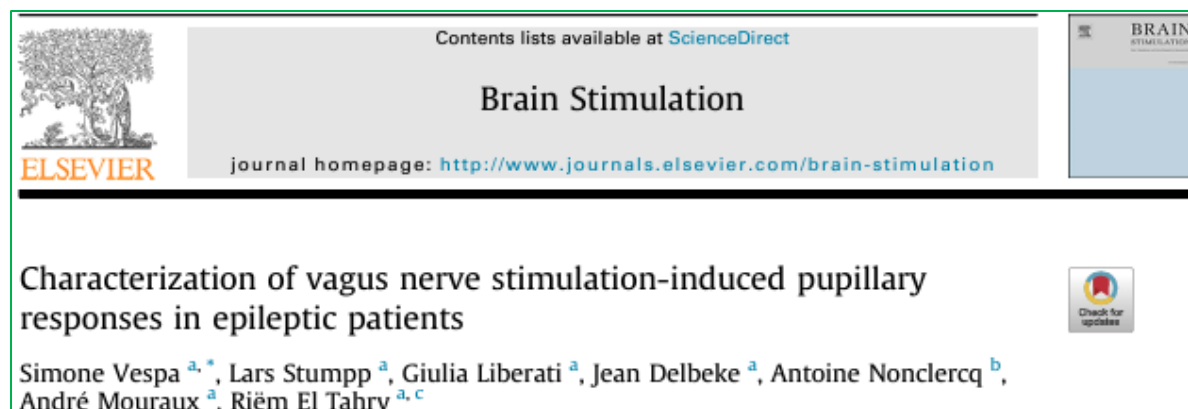 Contents lists available at ScienceDirect
BRAIN
STIMULATION
Brain Stimulation
ELSEVIER
journal homepage: http://www.journals.elsevier.com/brain-stimulation
Characterization of vagus nerve stimulation-induced pupillary
responses in epileptic patients
Check for
updates
Simone Vespa a, *, Lars Stumpp a, Giulia Liberati a, Jean Delbeke a, Antoine Nonclercq b,
André Mouraux a, Riëm El Tahry a, c